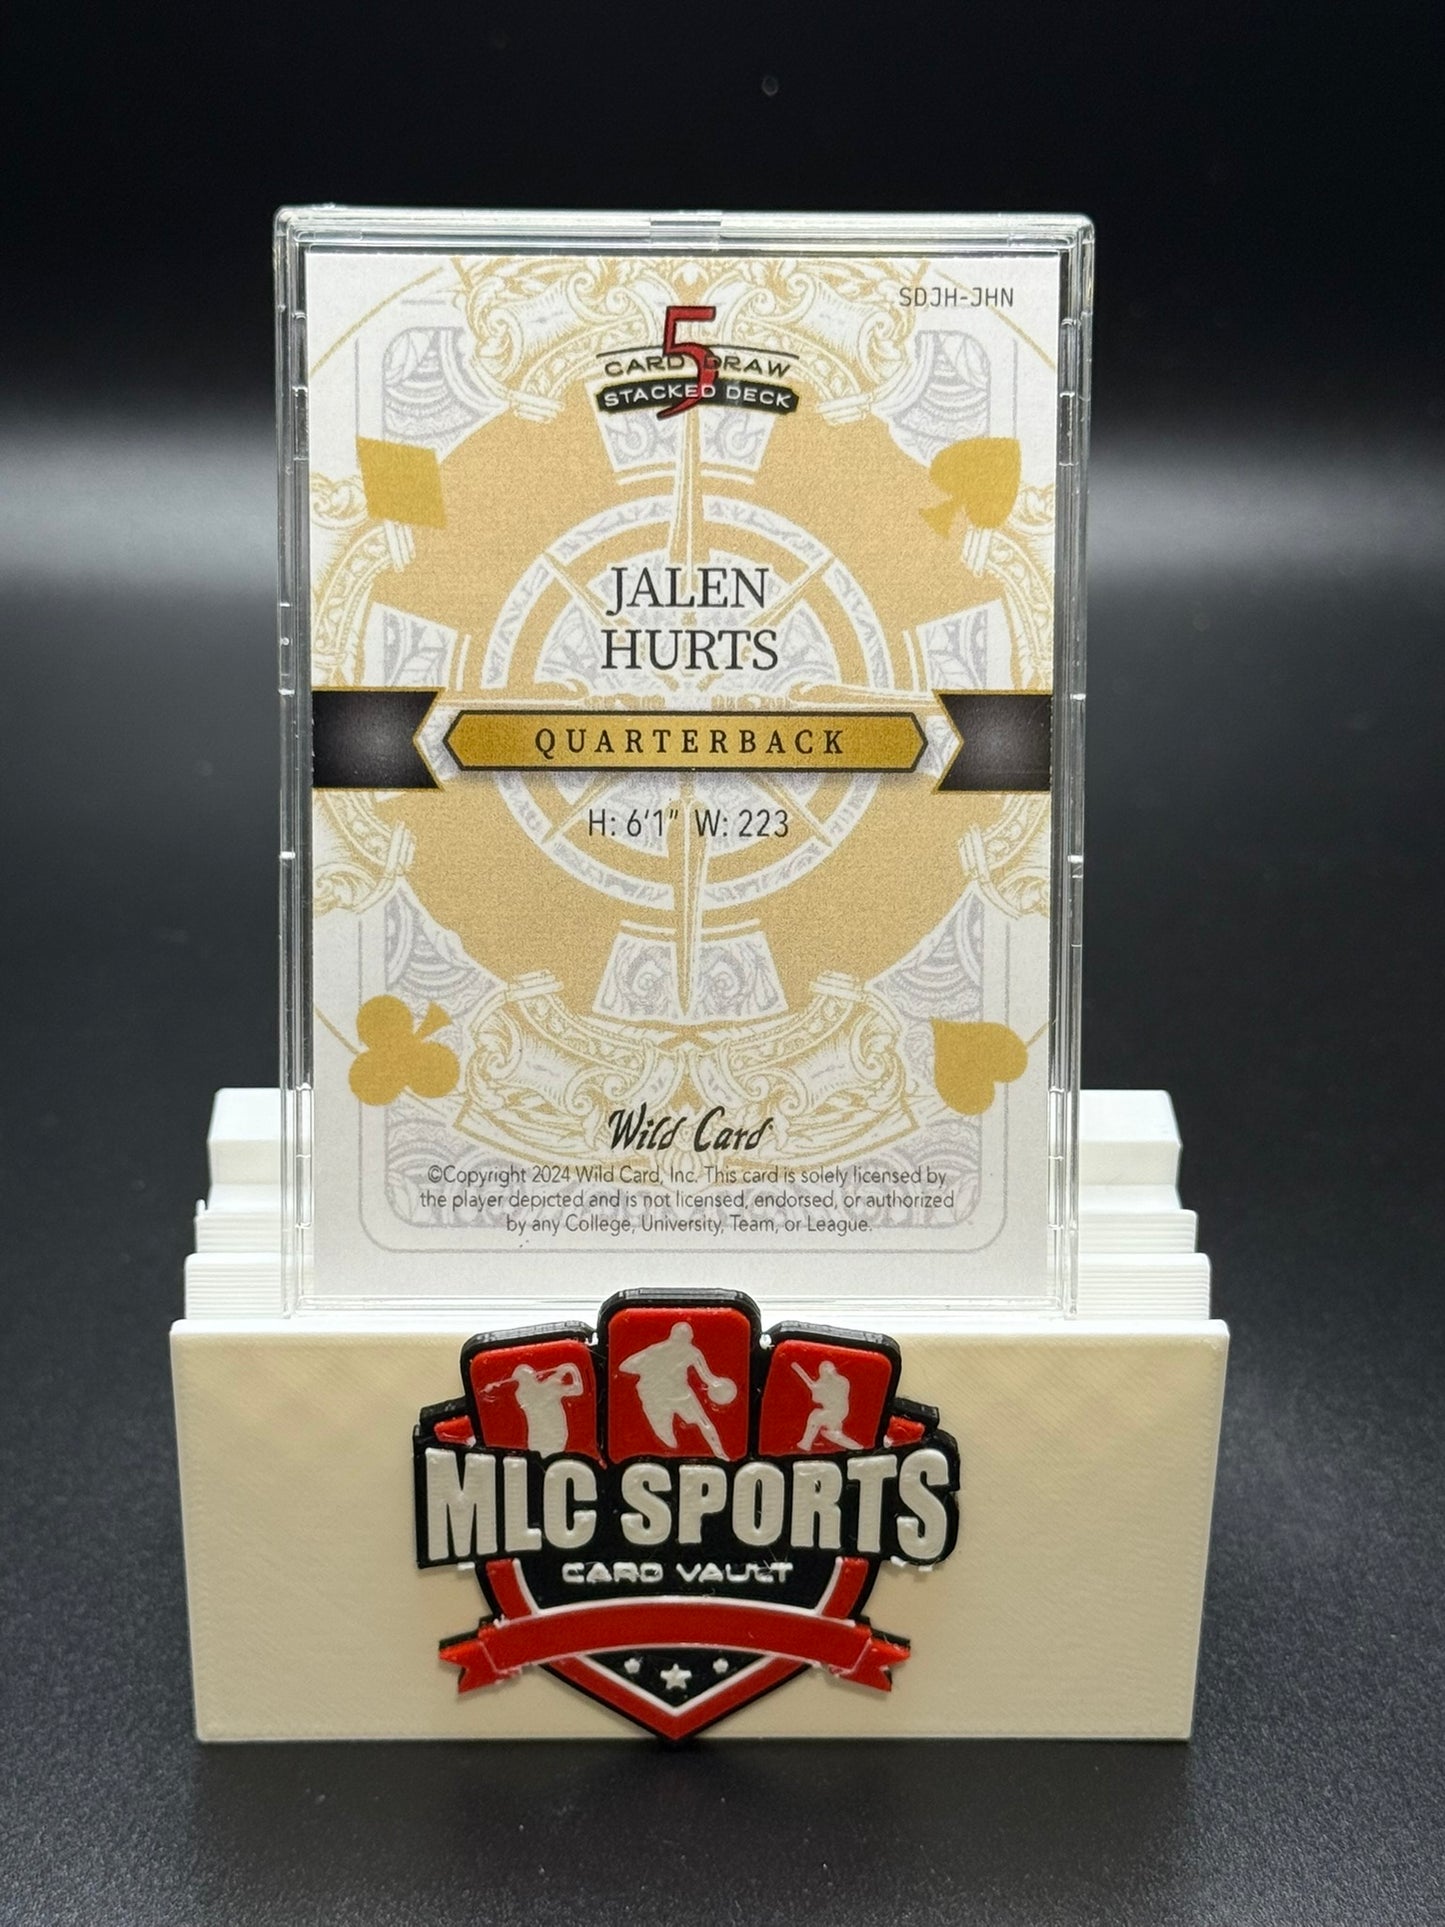 SDJH-JHN
5
CARD DRAW
STACKED DECK
JALEN
HURTS
QUARTERBACK
H: 6'1" W: 223
Wild Card
©Copyright 2024 Wild Card, Inc. This card is solely licensed by
the player depicted and is not licensed, endorsed, or authorized
by any College, University, Team, or League.
MLC SPORTS
CARD VAULT